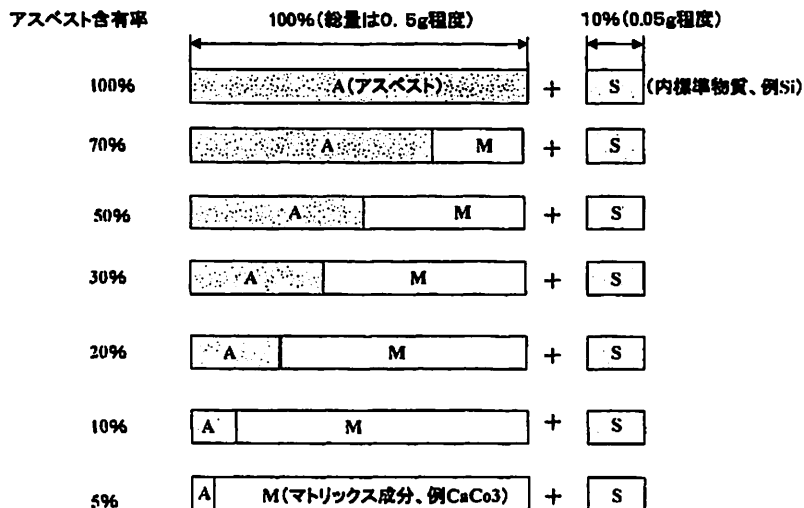 アスベスト含有率 100%(総量は0.5g程度) 10%(0.05g程度)
100% A(アスベスト) + S (内標準物質、例Si)
70% A M + S
50% A M + S
30% A M + S
20% A M + S
10% A M + S
5% A M(マトリックス成分、例CaCo3) + S